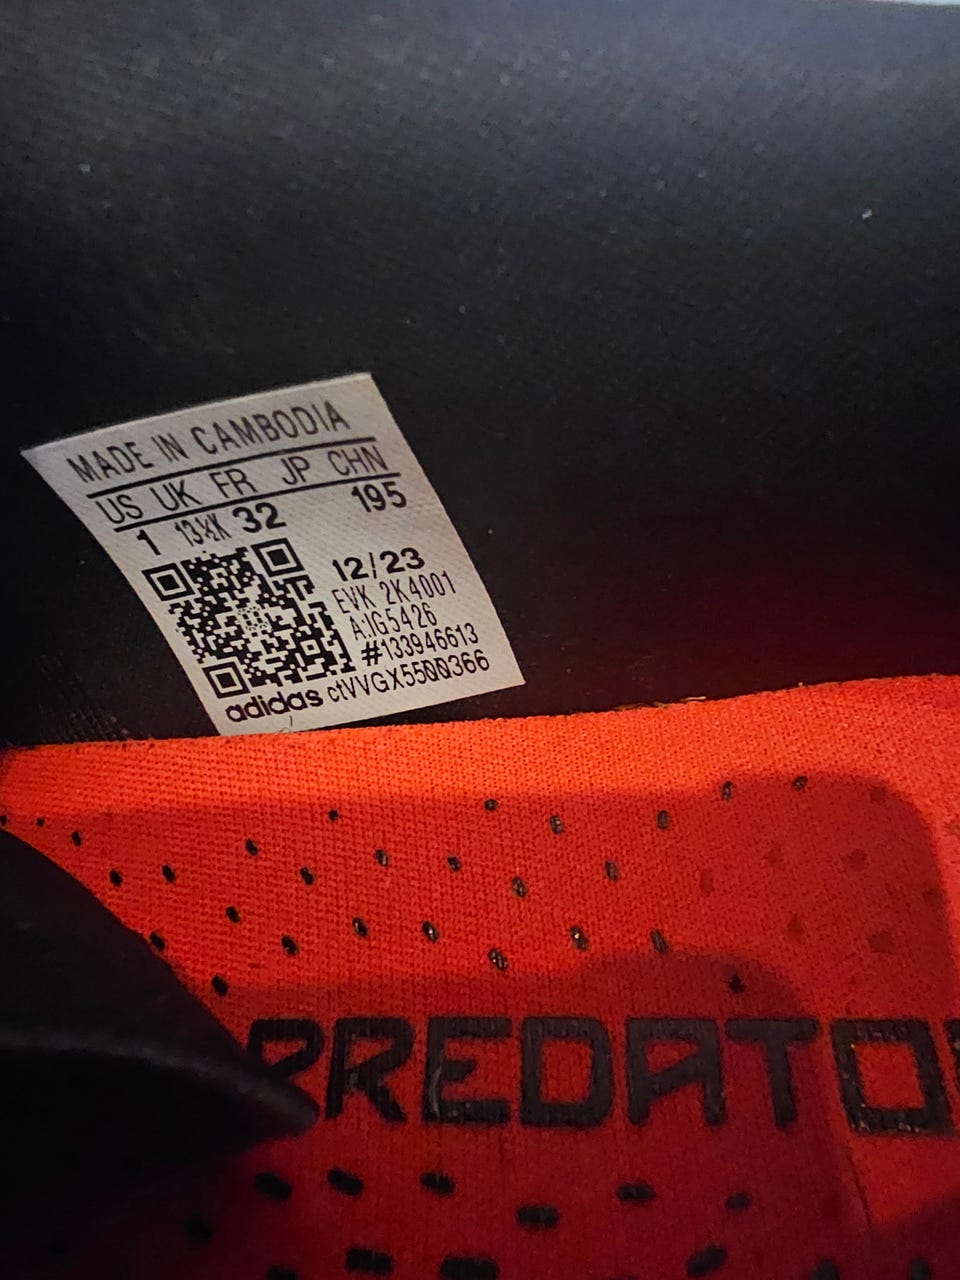 MADE IN CAMBODIA
US UK FR JP CHN
1 13½K 32 195
12/23
EVK 2K4001
A:IG5426
#133946613
adidas ctVVGX5500366
PREDATO